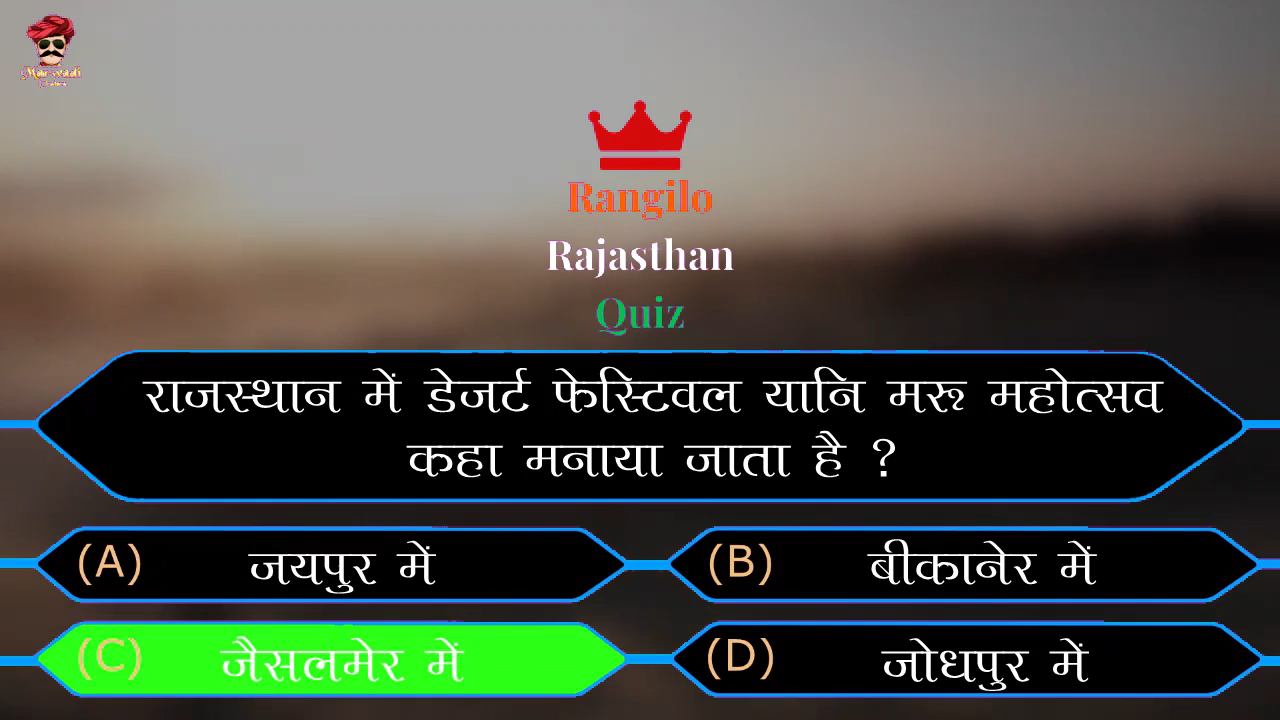 Rangilo
Rajasthan
Quiz
राजस्थान में डेजर्ट फेस्टिवल यानि मरू महोत्सव
कहा मनाया जाता है ?
(A) जयपुर में
(B) बीकानेर में
(C) जैसलमेर में
(D) जोधपुर में